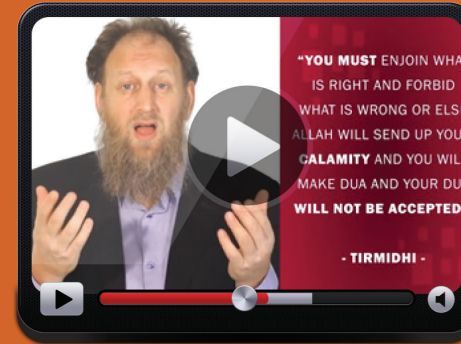 "YOU MUST ENJOIN WHA
IS RIGHT AND FORBID
WHAT IS WRONG OR ELS
ALLAH WILL SEND UP YOU
CALAMITY AND YOU WIL
MAKE DUA AND YOUR DU
WILL NOT BE ACCEPTED
- TIRMIDHI -